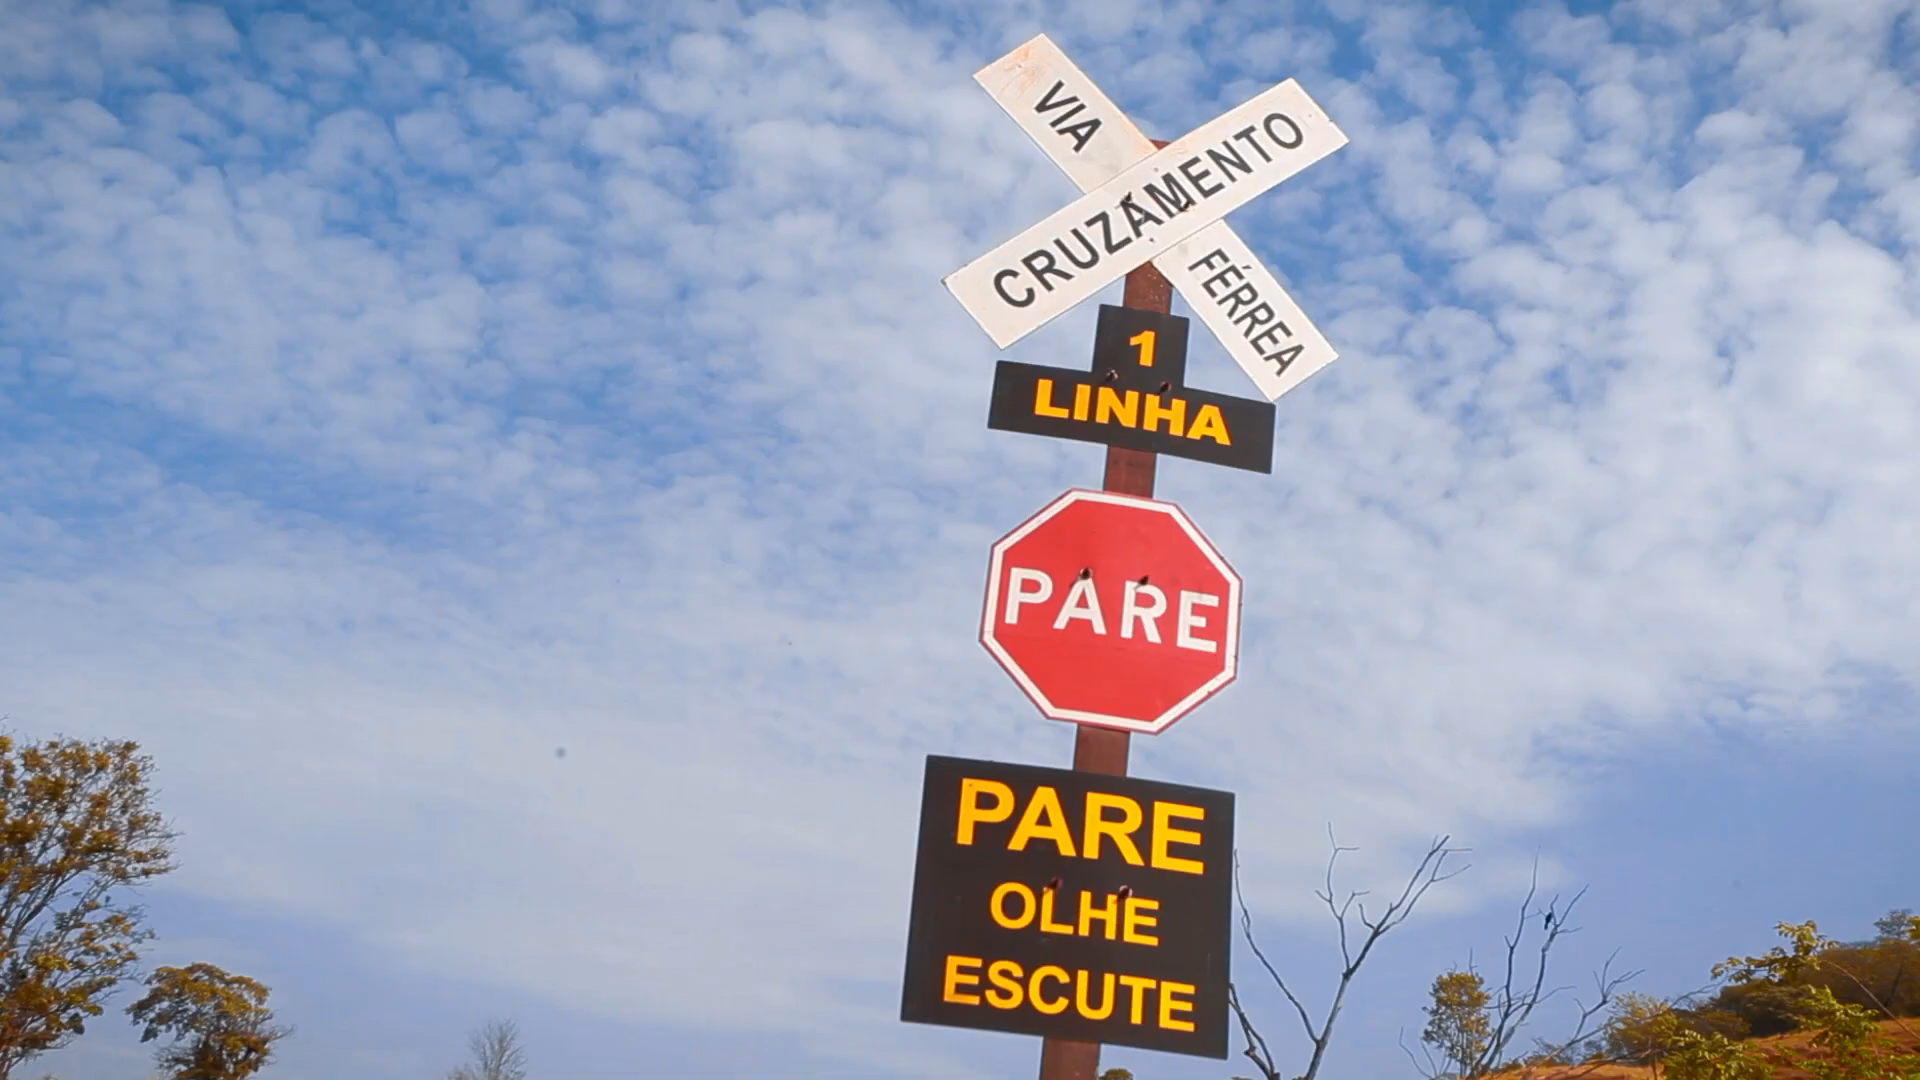 CRUZAMENTO
VIA FÉRREA
1
LINHA
PARE
PARE
OLHE
ESCUTE